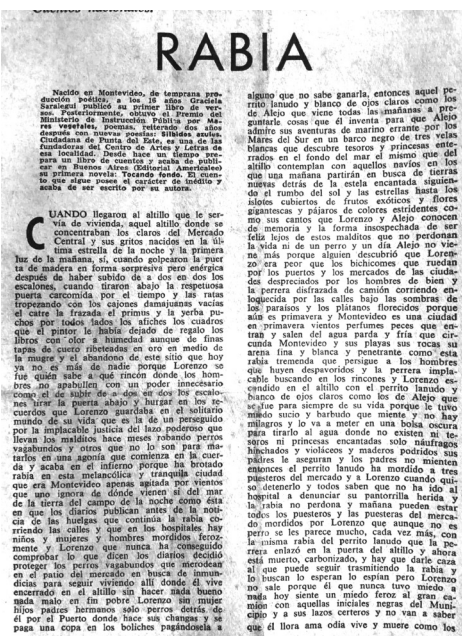 Cuentos nacionales.
RABIA
Nacido en Montevideo, de temprana pro-
ducción poética, a los 16 años Graciela
Saralegui publicó su primer libro de ver-
sos. Posteriormente, obtuvo el Premio del
Ministerio de Instrucción Pública por Ma-
res vegetales, poemas, reiterado dos años
después con nuevas poesías: Silbidos azules.
Ciudadana de Punta del Este, es una de las
fundadoras del Centro de Artes y Letras de
esa localidad. Desde hace un tiempo pre-
para un libro de cuentos y acaba de publi-
car en Buenos Aires (Editorial Americalee)
su primera novela: Tocando fondo. El cuen-
to que sigue posee el carácter de inédito y
acaba de ser escrito por su autora.
CUANDO llegaron al altillo que le ser-
vía de vivienda, aquel altillo donde se
concentraban los claros del Mercado
Central y sus gritos nacidos en la úl-
tima estrella de la noche y la primera
luz de la mañana, sí, cuando golpearon la puer
ta de madera en forma sorpresiva pero enérgica
después de haber subido de a dos en dos los
escalones, cuando tiraron abajo la respetuosa
puerta carcomida por el tiempo y las ratas
tropezando con los cajones damajuanas vacías
el catre la frazada el primus y la yerba pu-
chos por todos lados los afiches los cuadros
que el pintor le había dejado de regalo los
libros con olor a humedad aunque de finas
tapas de cuero ribeteadas en oro en medio de
la mugre y el abandono de este sitio que hoy
ya no es más de nadie porque Lorenzo se
fue quién sabe a qué rincón donde los hom-
bres no apabullen con un poder innecesario
como el de subir de a dos en dos los escalo-
nes tirar la puerta abajo y hurgar en los re-
cuerdos que Lorenzo guardaba en el solitario
mundo de su vida que es la de un perseguido
por la implacable justicia del lazo poderoso que
llevan los malditos hace meses robando perros
vagabundos y otros que no lo son para ma-
tarlos en una agonía que comienza en la cuer-
da y acaba en el infierno porque ha brotado
rabia en esta melancólica y tranquila ciudad
que era Montevideo apenas agitada por vientos
que uno ignora de dónde vienen si del mar
de la tierra del campo de la noche como ésta
en que los diarios publican antes de la noti-
cia de las huelgas que continúa la rabia co-
rriendo las calles y que en los hospitales hay
niños y mujeres y hombres mordidos feroz-
mente y Lorenzo que nunca ha conseguido
comprobar lo que dicen los diarios decidió
proteger los perros vagabundos que merodean
en el patio del mercado en busca de inmun-
dicias para seguir viviendo allí donde él vive
encerrado en el altillo sin hacer nada bueno
nada malo en fin pobre Lorenzo sin mujer
hijos padres hermanos solo perros detrás de
él por el Puerto donde hace sus changas y se
paga una copa en los boliches pagándosela a
alguno que no sabe ganarla, entonces aquel pe-
rrito lanudo y blanco de ojos claros como los
de Alejo que viene todas las mañanas a pre-
guntarle cosas que él inventa para que Alejo
admire sus aventuras de marino errante por los
Mares del Sur en un barco negro de tres velas
blancas que descubre tesoros y princesas ente-
rradas en el fondo del mar el mismo que del
altillo contemplan con aquellos navíos en los
que una mañana partirán en busca de tierras
nuevas detrás de la estela encantada siguien-
do el rumbo del sol y las estrellas hasta los
islotes cubiertos de frutos exóticos y flores
gigantescas y pájaros de colores estridentes co-
mo sus cantos que Lorenzo y Alejo conocen
de memoria y la forma insospechada de ser
feliz lejos de estos malditos que no perdonan
la vida ni de un perro y un día Alejo no vie-
ne más porque alguien descubrió que Loren-
zo era peor que los bichicomes que ruedan
por los puertos y los mercados de las ciuda-
des despreciados por los hombres de bien y
la perrera disfrazada de camión corriendo en-
loquecida por las calles bajo las sombras de
los paraísos y los plátanos florecidos porque
aún es primavera y Montevideo es una ciudad
en primavera vientos perfumes peces que en-
tran y salen del agua parda y fría que cir-
cunda Montevideo y sus playas sus rocas su
arena fina y blanca y penetrante como esta
rabia tremenda que persigue a los hombres
que huyen despavoridos y la perrera impla-
cable buscando en los rincones y Lorenzo es-
condido en el altillo con el perrito lanudo y
blanco de ojos claros como los de Alejo que
se fue para siempre de su vida porque le tuvo
miedo sucio y barbudo que miente y no hay
milagros y lo va a meter en una bolsa oscura
para tirarlo al agua donde no existen ni te-
soros ni princesas encantadas solo náufragos
hinchados y violáceos y maderos podridos sus
padres le aseguran y los padres no mienten
entonces el perrito lanudo ha mordido a tres
puesteros del mercado y a Lorenzo cuando qui-
so detenerlo y todos saben que no ha ido al
hospital a denunciar su pantorrilla herida y
la rabia no perdona y mañana pueden estar
todos los puesteros y las puesteras del merca-
do mordidos por Lorenzo que aunque no es
perro se les parece mucho, cada vez más, con
la misma rabia del perrito lanudo que la pe-
rrera enlazó en la puerta del altillo y ahora
está muerto, carbonizado, y hay que darle caza
al que puede seguir trasmitiendo la rabia y
lo buscan lo esperan lo espían pero Lorenzo
no sale porque él que nunca tuvo miedo a
nada hoy siente un miedo feroz al gran ca-
mión con aquellas iniciales negras del Muni-
cipio y a sus lazos certeros y no van a saber
que él llora ama odia vive y muere como los